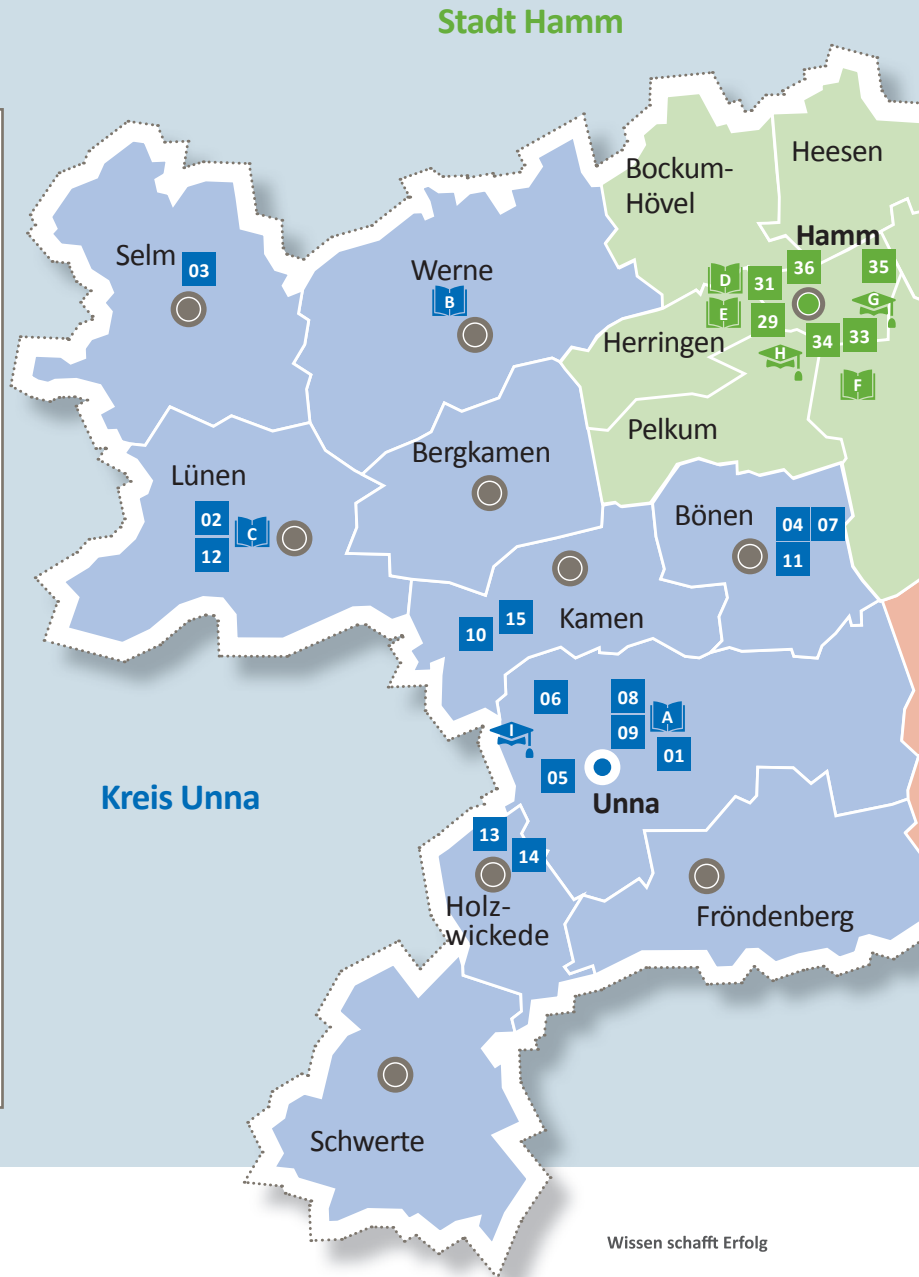 Stadt Hamm
Heesen
Bockum-
Hövel
Hamm
Selm
03
Werne
B
D
31
36
35
E
29
G
34
33
Herringen
H
F
Pelkum
Bergkamen
Lünen
02
C
12
Bönen
04
07
11
10
15
Kamen
06
08
A
I
09
01
05
Kreis Unna
Unna
13
14
Holz-
wickede
Fröndenberg
Schwerte
Wissen schafft Erfolg